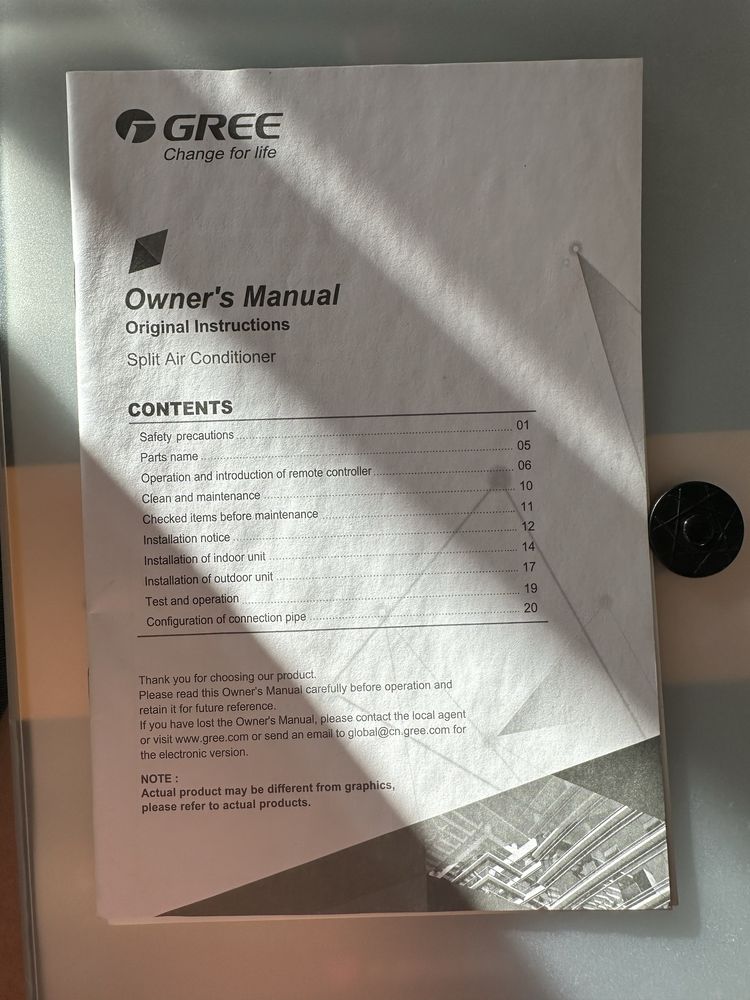 GREE
Change for life
Owner's Manual
Original Instructions
Split Air Conditioner
CONTENTS
Safety precautions 01
Parts name 05
Operation and introduction of remote controller 06
Clean and maintenance 10
Checked items before maintenance 11
Installation notice 12
Installation of indoor unit 14
Installation of outdoor unit 17
Test and operation 19
Configuration of connection pipe 20
Thank you for choosing our product.
Please read this Owner's Manual carefully before operation and
retain it for future reference.
If you have lost the Owner's Manual, please contact the local agent
or visit www.gree.com or send an email to global@cn.gree.com for
the electronic version.
NOTE :
Actual product may be different from graphics,
please refer to actual products.